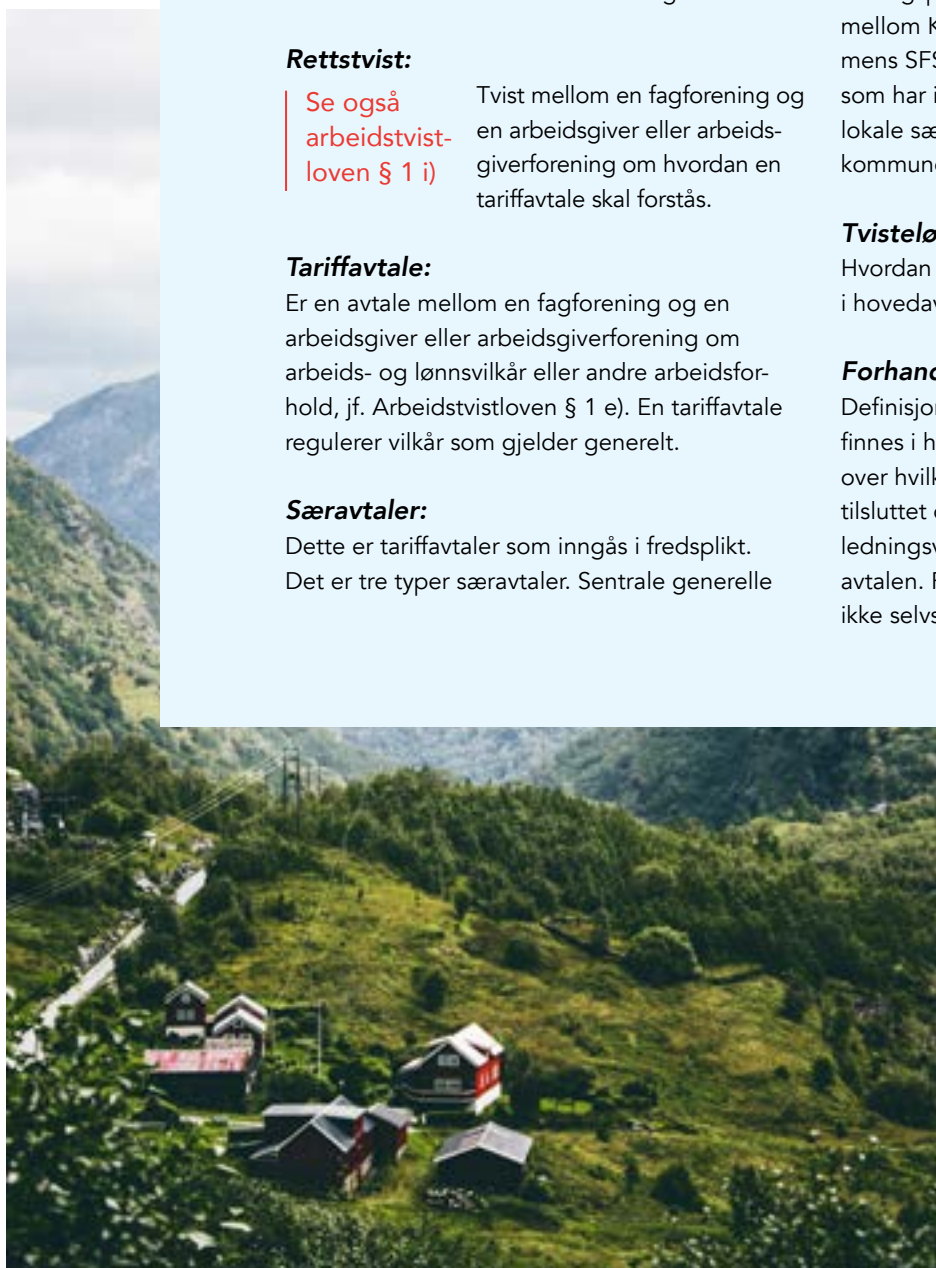 Rettstvist:
Se også
arbeidstvist-
loven § 1 i)
Tvist mellom en fagforening og
en arbeidsgiver eller arbeids-
giverforening om hvordan en
tariffavtale skal forstås.
Tariffavtale:
Er en avtale mellom en fagforening og en
arbeidsgiver eller arbeidsgiverforening om
arbeids- og lønnsvilkår eller andre arbeidsfor-
hold, jf. Arbeidstvistloven § 1 e). En tariffavtale
regulerer vilkår som gjelder generelt.
Særavtaler:
Dette er tariffavtaler som inngås i fredsplikt.
Det er tre typer særavtaler. Sentrale generelle
mellom
mens
som har
lokale
Hvordan
i
finnes i
over
tilsluttet
avtalen.
ikke